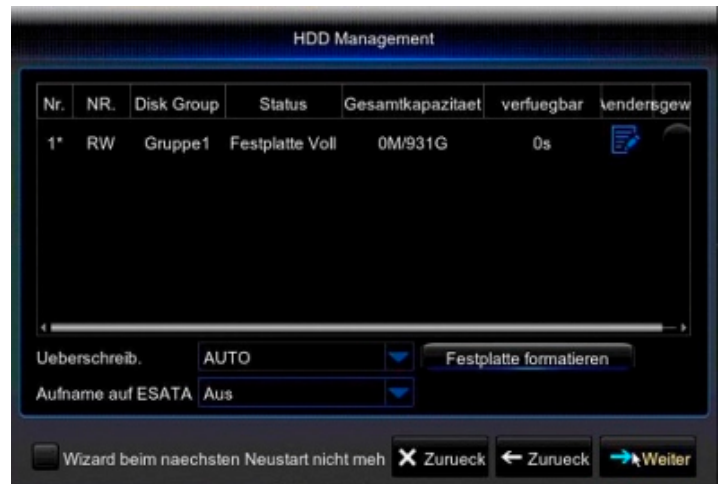 HDD Management
Nr. NR. Disk Group Status Gesamtkapazitaet verfuegbar
1* RW Gruppe1 Festplatte Voll 0M/931G 0s
Ueberschreib. AUTO Festplatte formatieren
Aufname auf ESATA Aus
Wizard beim naechsten Neustart nicht meh Zurueck Zurueck Weiter